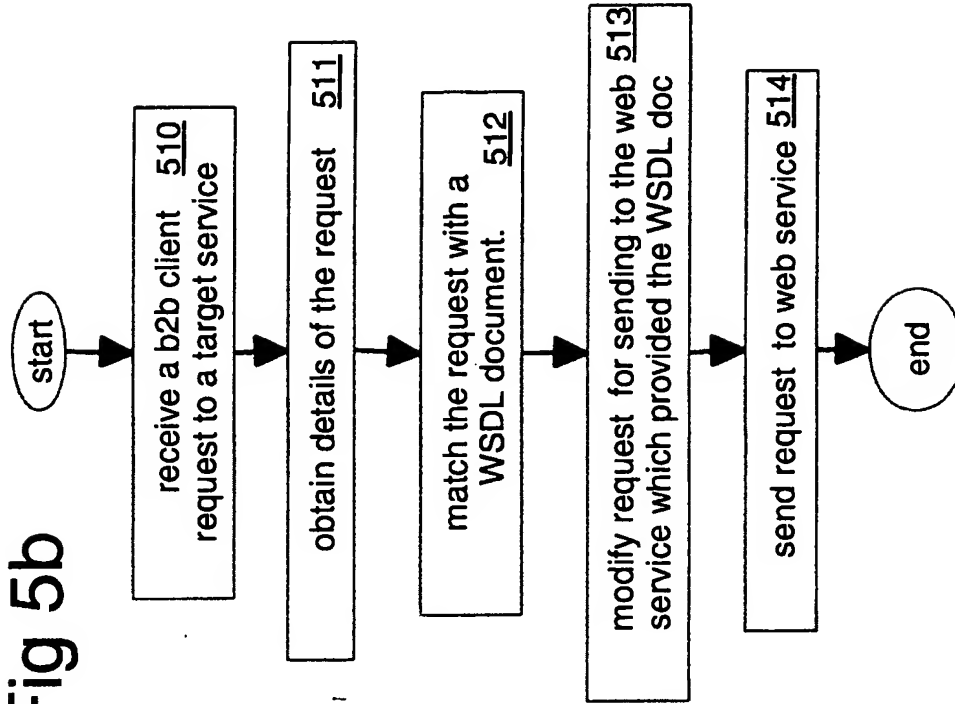 Fig 5b
start
receive a b2b client 510
request to a target service
obtain details of the request 511
match the request with a
WSDL document. 512
modify request for sending to the web 513
service which provided the WSDL doc
send request to web service 514
end